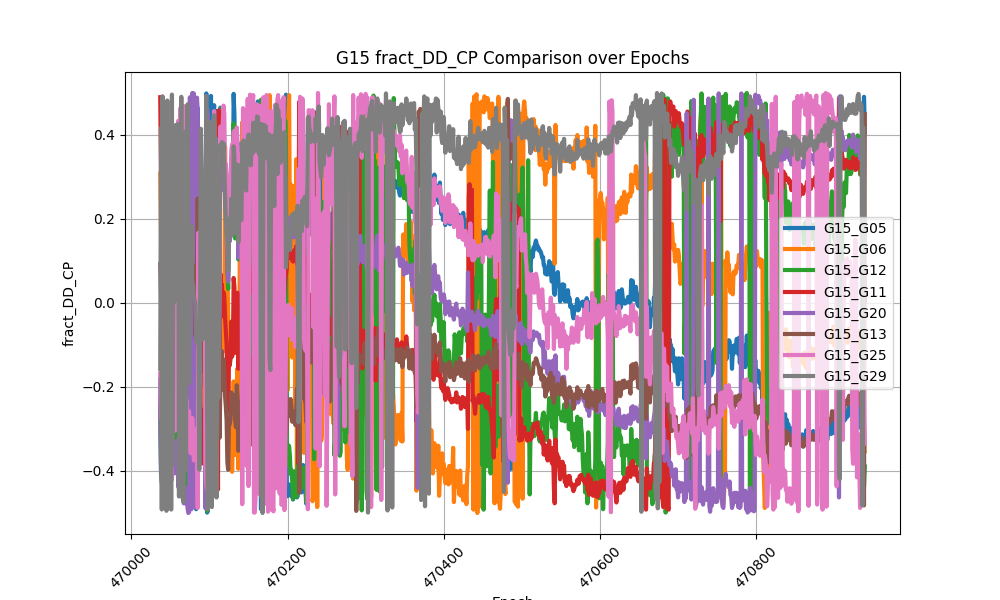 G15 fract_DD_CP Comparison over Epochs
fract_DD_CP
0.4
0.2
0.0
−0.2
−0.4
470000
470200
470400
470600
470800
Epoch
G15_G05
G15_G06
G15_G12
G15_G11
G15_G20
G15_G13
G15_G25
G15_G29